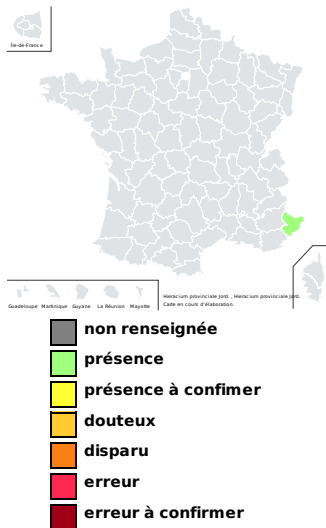 Île-de-France
Guadeloupe Martinique Guyane La Réunion Mayotte
Hieracium provinciale Jord. , Hieracium provinciale Jord.
Carte en cours d'élaboration.
non renseignée
présence
présence à confimer
douteux
disparu
erreur
erreur à confirmer